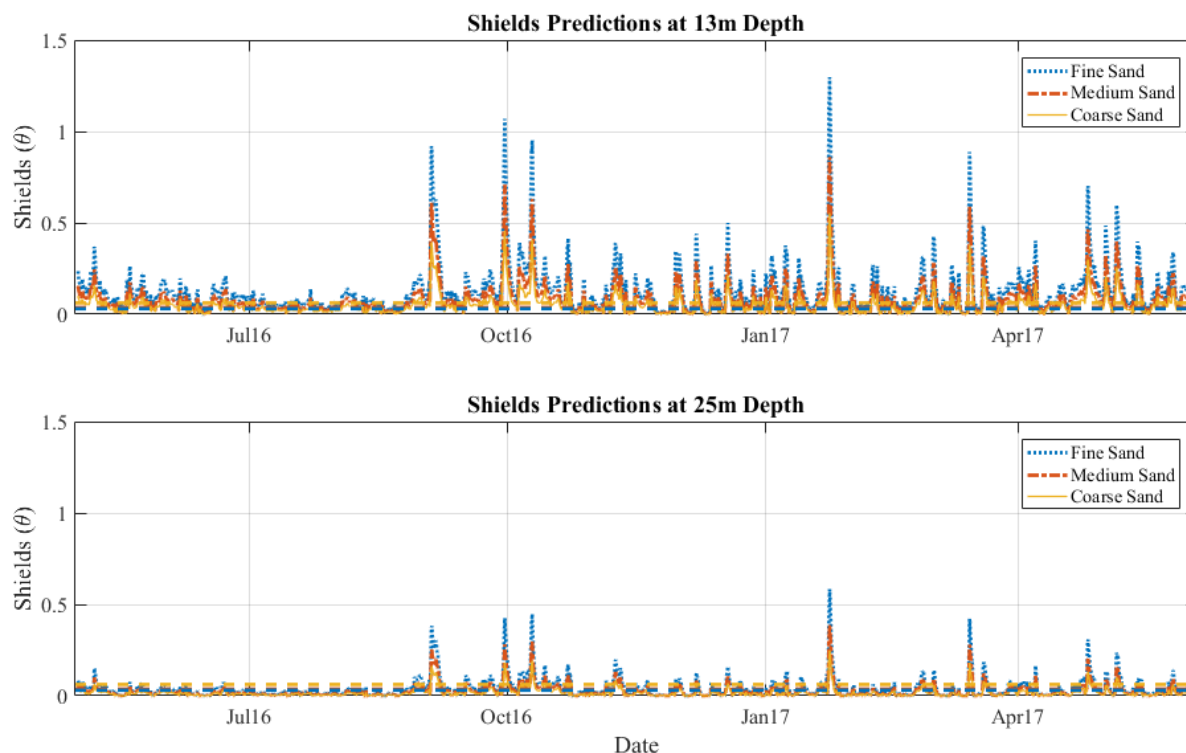 Shields Predictions at 13m Depth
1.5
1
0.5
0
Shields (θ)
Fine Sand
Medium Sand
Coarse Sand
Jul16 Oct16 Jan17 Apr17
Shields Predictions at 25m Depth
1.5
1
0.5
0
Shields (θ)
Fine Sand
Medium Sand
Coarse Sand
Jul16 Oct16 Jan17 Apr17
Date